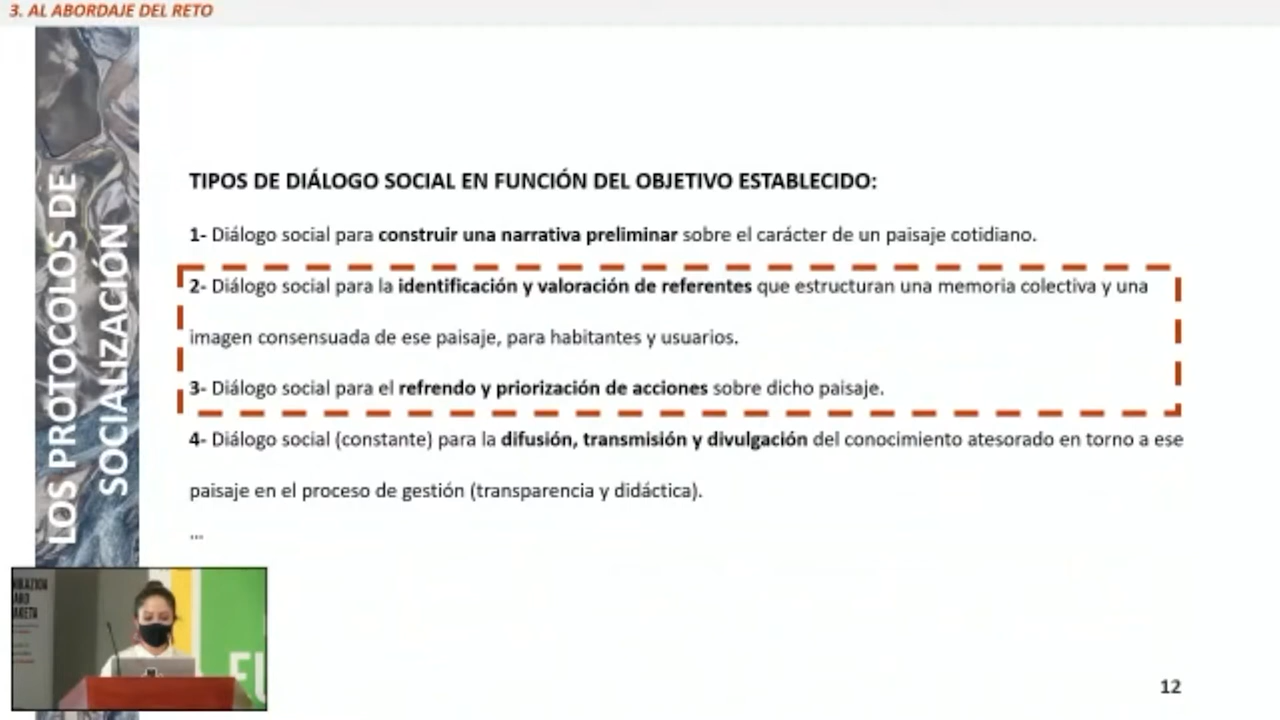 3. AL ABORDAJE DEL RETO
LOS PROTOCOLOS DE
SOCIALIZACIÓN
TIPOS DE DIÁLOGO SOCIAL EN FUNCIÓN DEL OBJETIVO ESTABLECIDO:
1- Diálogo social para construir una narrativa preliminar sobre el carácter de un paisaje cotidiano.
2- Diálogo social para la identificación y valoración de referentes que estructuran una memoria colectiva y una
imagen consensuada de ese paisaje, para habitantes y usuarios.
3- Diálogo social para el refrendo y priorización de acciones sobre dicho paisaje.
4- Diálogo social (constante) para la difusión, transmisión y divulgación del conocimiento atesorado en torno a ese
paisaje en el proceso de gestión (transparencia y didáctica).
...
12